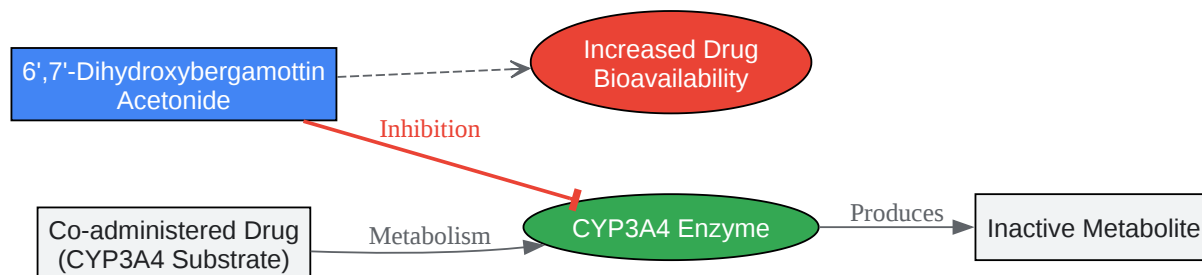 6',7'-Dihydroxybergamottin
Acetonide
Increased Drug
Bioavailability
Inhibition
Co-administered Drug
(CYP3A4 Substrate)
Metabolism
CYP3A4 Enzyme
Produces
Inactive Metabolite